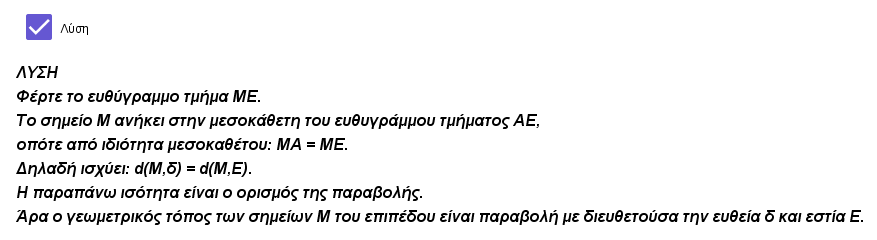 Λύση
ΛΥΣΗ
Φέρτε το ευθύγραμμο τμήμα ΜΕ.
Το σημείο Μ ανήκει στην μεσοκάθετη του ευθυγράμμου τμήματος ΑΕ,
οπότε από ιδιότητα μεσοκαθέτου: ΜΑ = ΜΕ.
Δηλαδή ισχύει: d(Μ,δ) = d(Μ,Ε).
Η παραπάνω ισότητα είναι ο ορισμός της παραβολής.
Άρα ο γεωμετρικός τόπος των σημείων Μ του επιπέδου είναι παραβολή με διευθετούσα την ευθεία δ και εστία Ε.